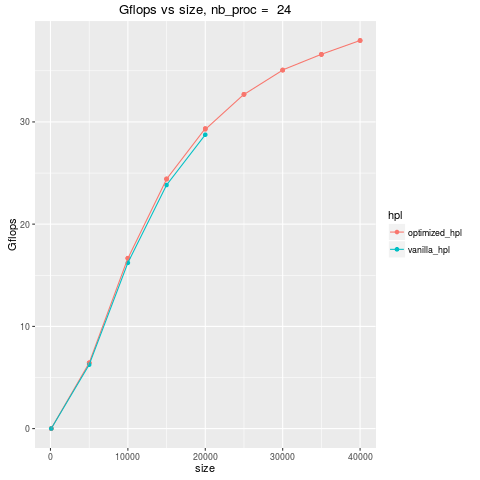 Gflops vs size, nb_proc =  24
Gflops
30
20
10
0
0 10000 20000 30000 40000
size
hpl
optimized_hpl
vanilla_hpl